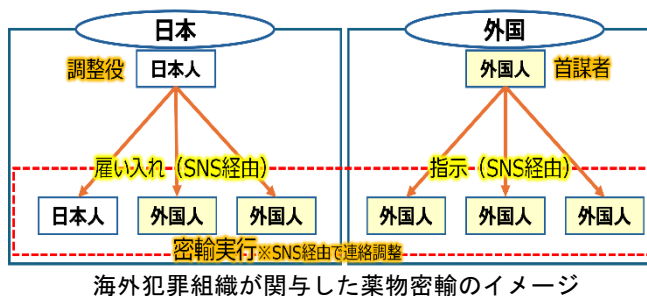 日本
外国
調整役
日本人
外国人
首謀者
雇い入れ（SNS経由）
指示（SNS経由）
日本人
外国人
外国人
外国人
外国人
外国人
密輸実行※SNS経由で連絡調整
海外犯罪組織が関与した薬物密輸のイメージ